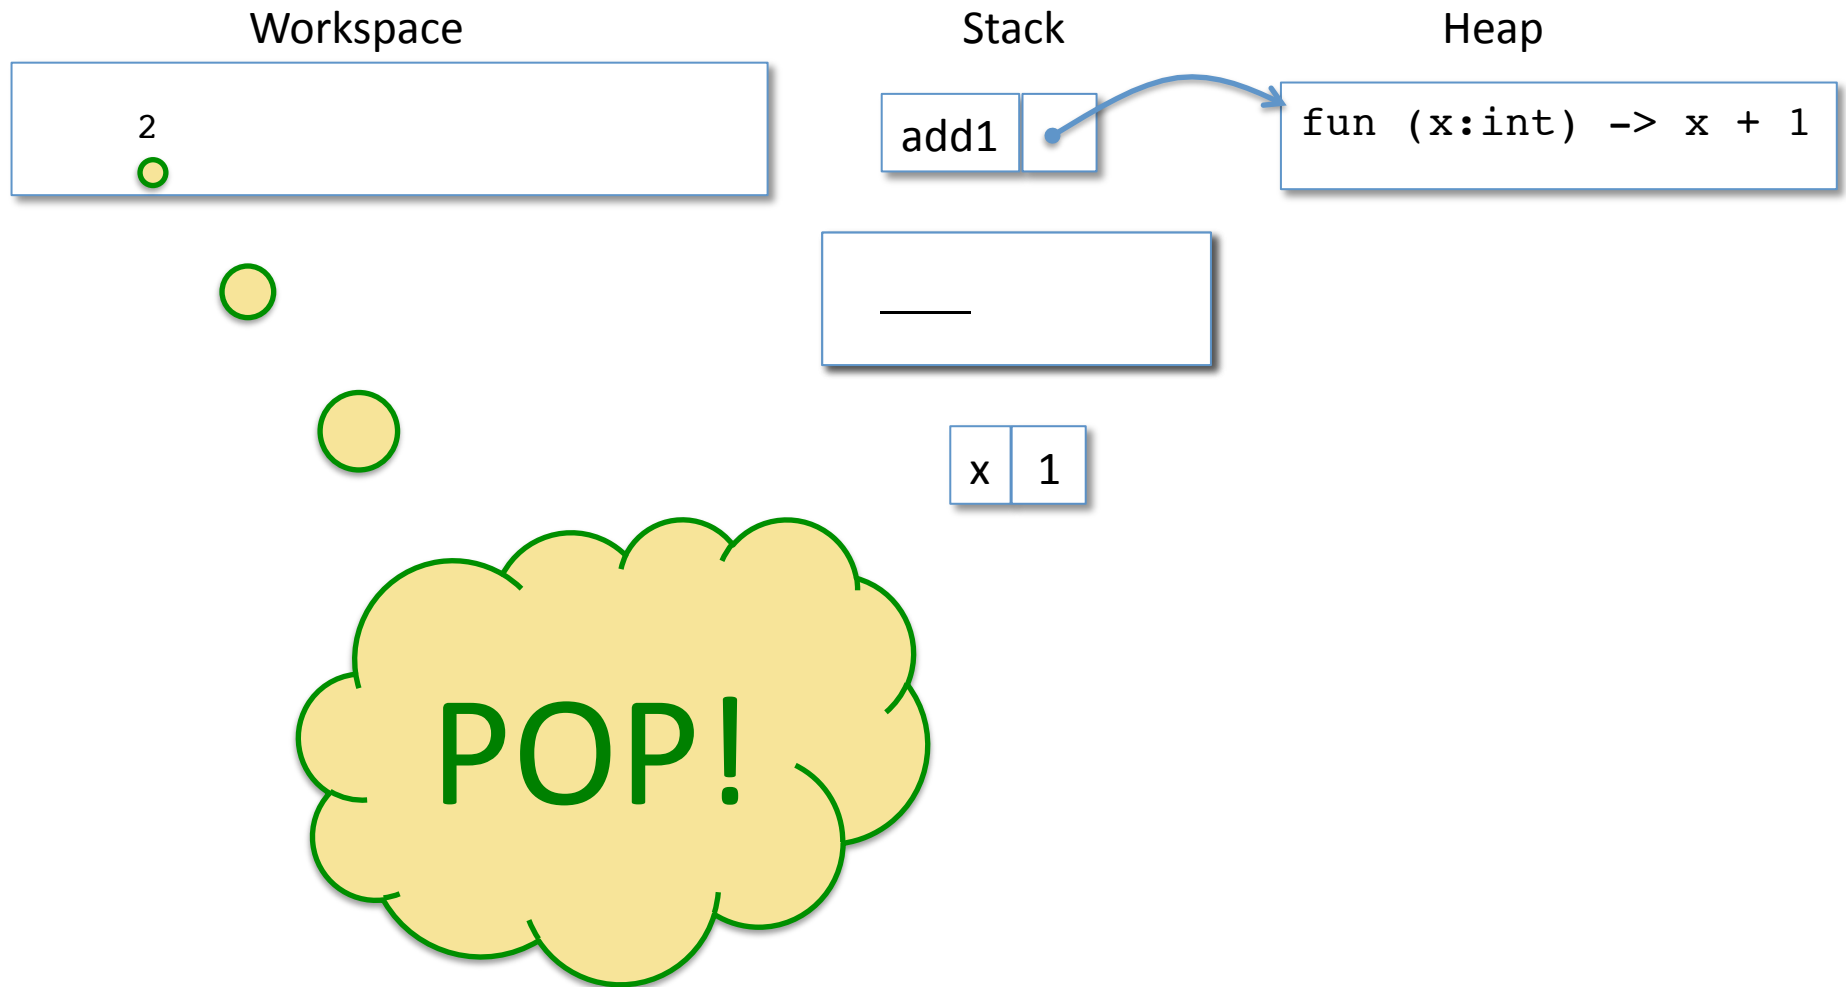 Workspace
Stack
Heap
2
add1
fun (x:int) -> x + 1
x 1
POP!